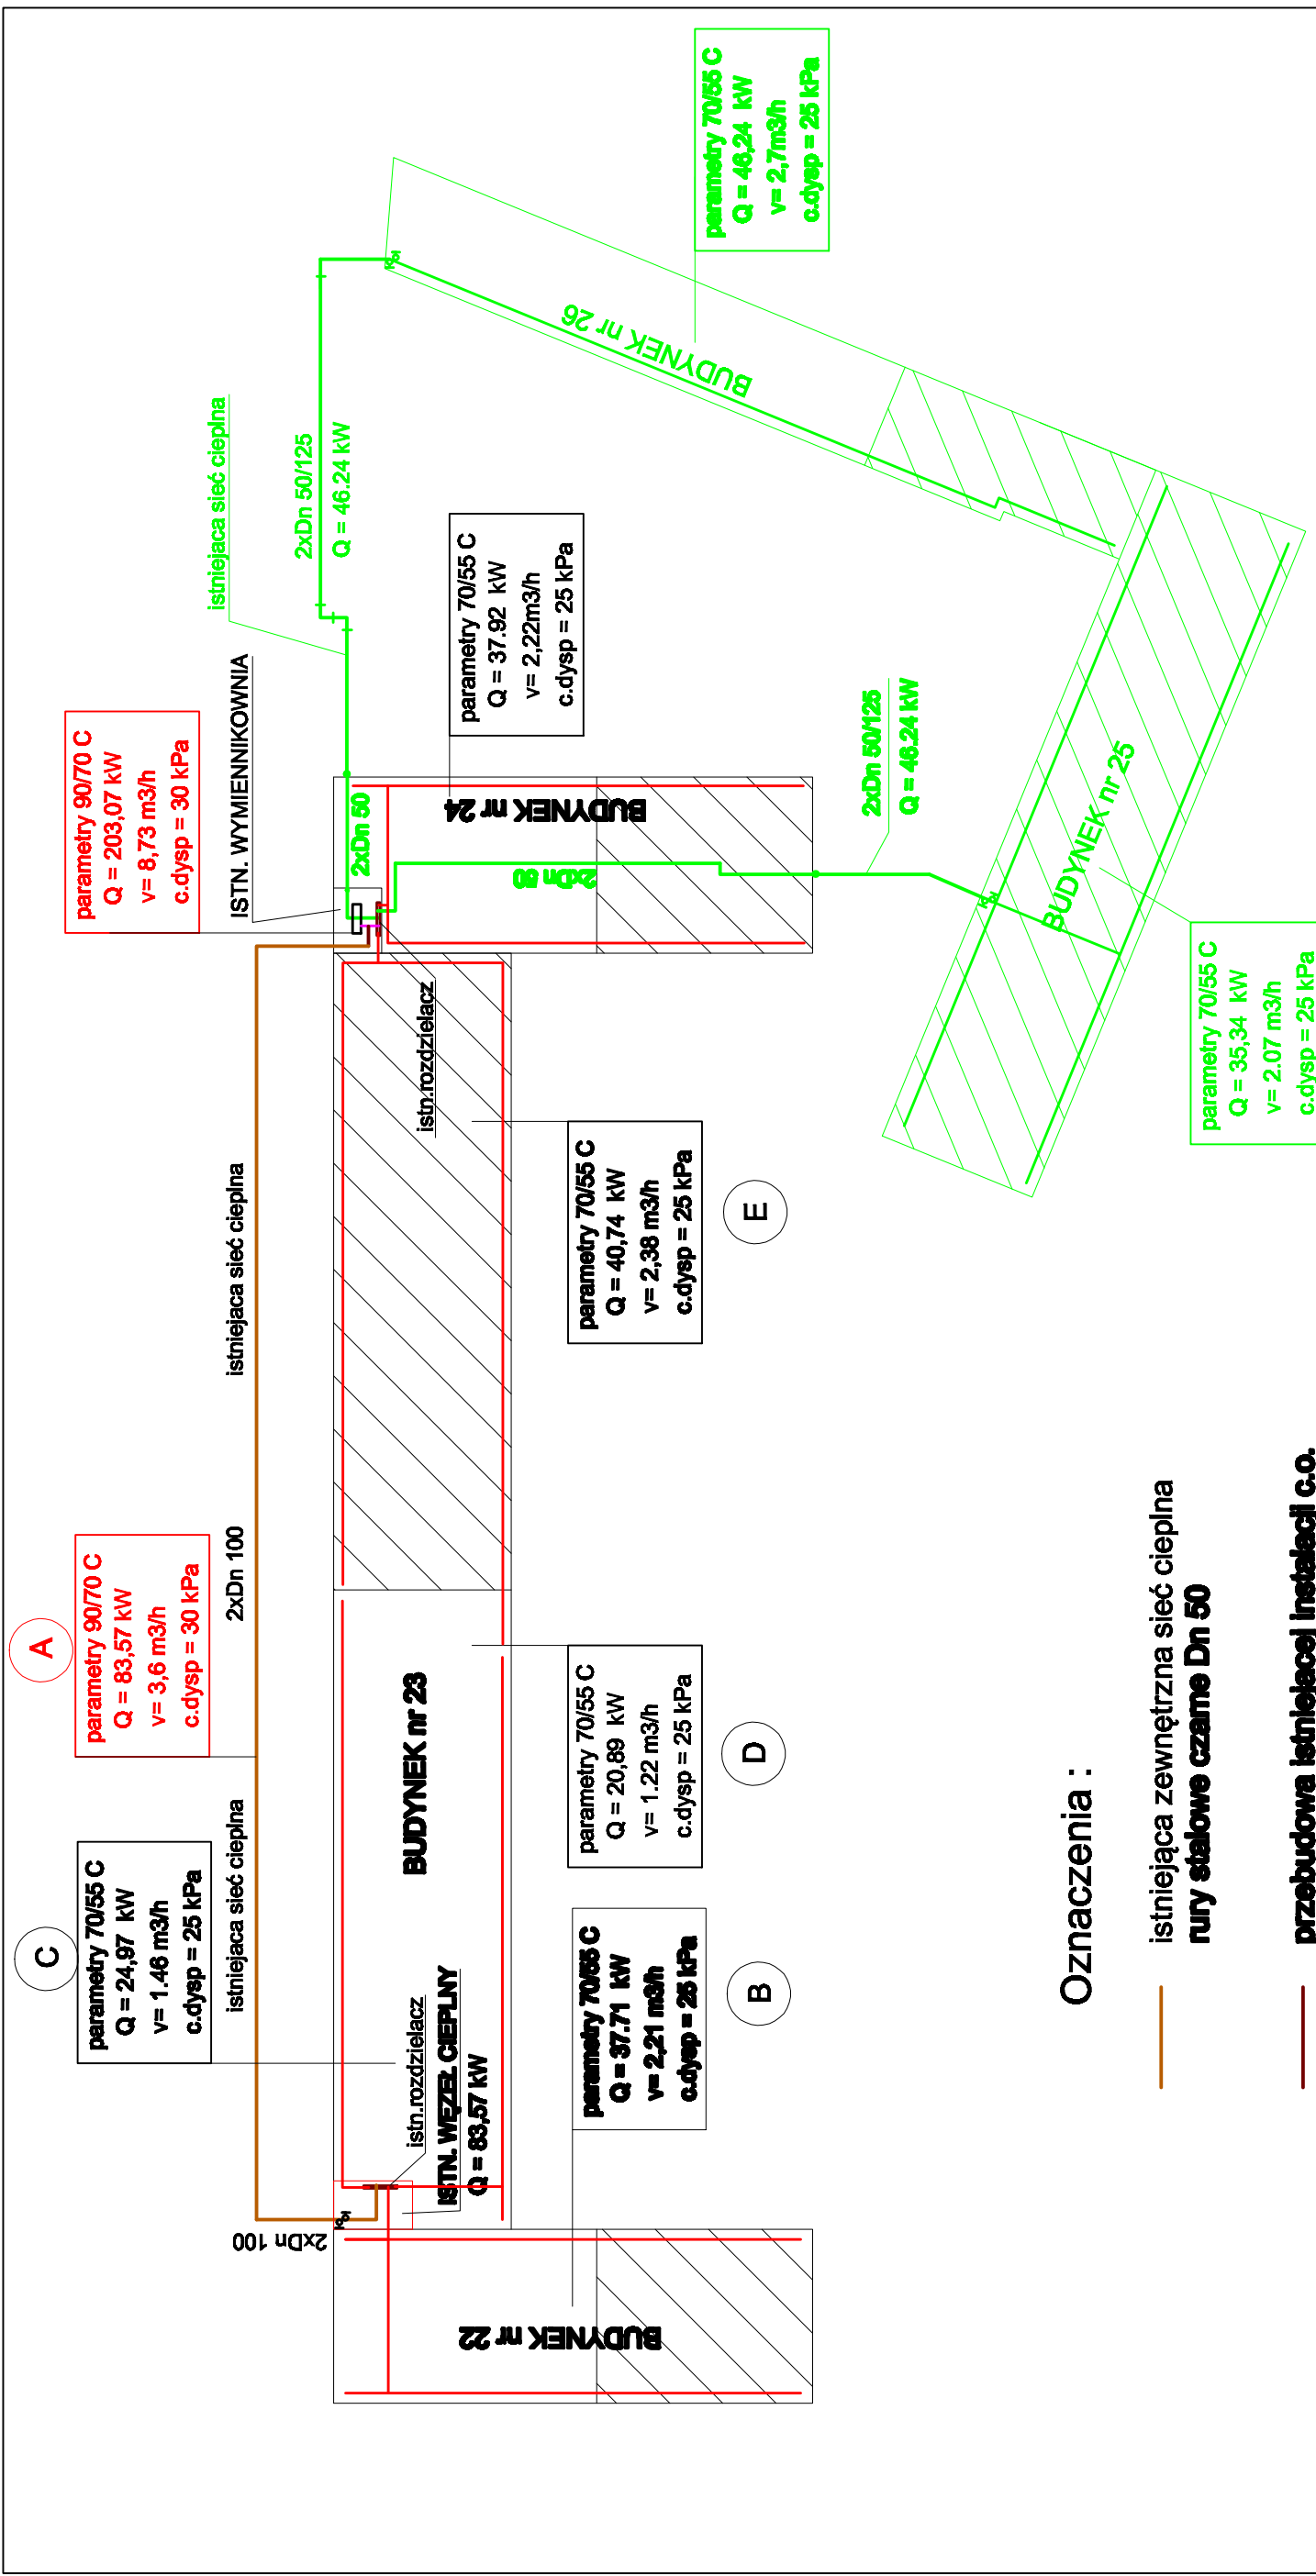 A
C
parametry 70/55 C
Q = 24,97 kW
v= 1.46 m3/h
c.dysp = 25 kPa
parametry 90/70 C
Q = 83,57 kW
v= 3,6 m3/h
c.dysp = 30 kPa
parametry 90/70 C
Q = 203,07 kW
v= 8,73 m3/h
c.dysp = 30 kPa
istniejaca sieć cieplna
2xDn 100
istniejaca sieć cieplna
ISTN. WYMIENNIKOWNIA
istniejaca sieć cieplna
2xDn 50/125
Q = 46.24 kW
2xDn 100
2xDn 50
istn.rozdzielacz
ISTN. WĘZEŁ CIEPLNY
Q = 83,57 kW
BUDYNEK nr 23
istn.rozdzielacz
BUDYNEK nr 22
BUDYNEK nr 24
2xDn 50
parametry 70/55 C
Q = 37.92 kW
v= 2,22m3/h
c.dysp = 25 kPa
BUDYNEK nr 26
parametry 70/55 C
Q = 46,24 kW
v= 2,7m3/h
c.dysp = 25 kPa
parametry 70/55 C
Q = 37.71 kW
v= 2,21 m3/h
c.dysp = 25 kPa
B
parametry 70/55 C
Q = 20,89 kW
v= 1.22 m3/h
c.dysp = 25 kPa
D
parametry 70/55 C
Q = 40,74 kW
v= 2,38 m3/h
c.dysp = 25 kPa
E
2xDn 50/125
Q = 46.24 kW
BUDYNEK nr 25
parametry 70/55 C
Q = 35,34 kW
v= 2.07 m3/h
c.dysp = 25 kPa
Oznaczenia :
istniejąca zewnętrzna sieć cieplna
rury stalowe czarne Dn 50
przebudowa istniejacej instalacji c.o.